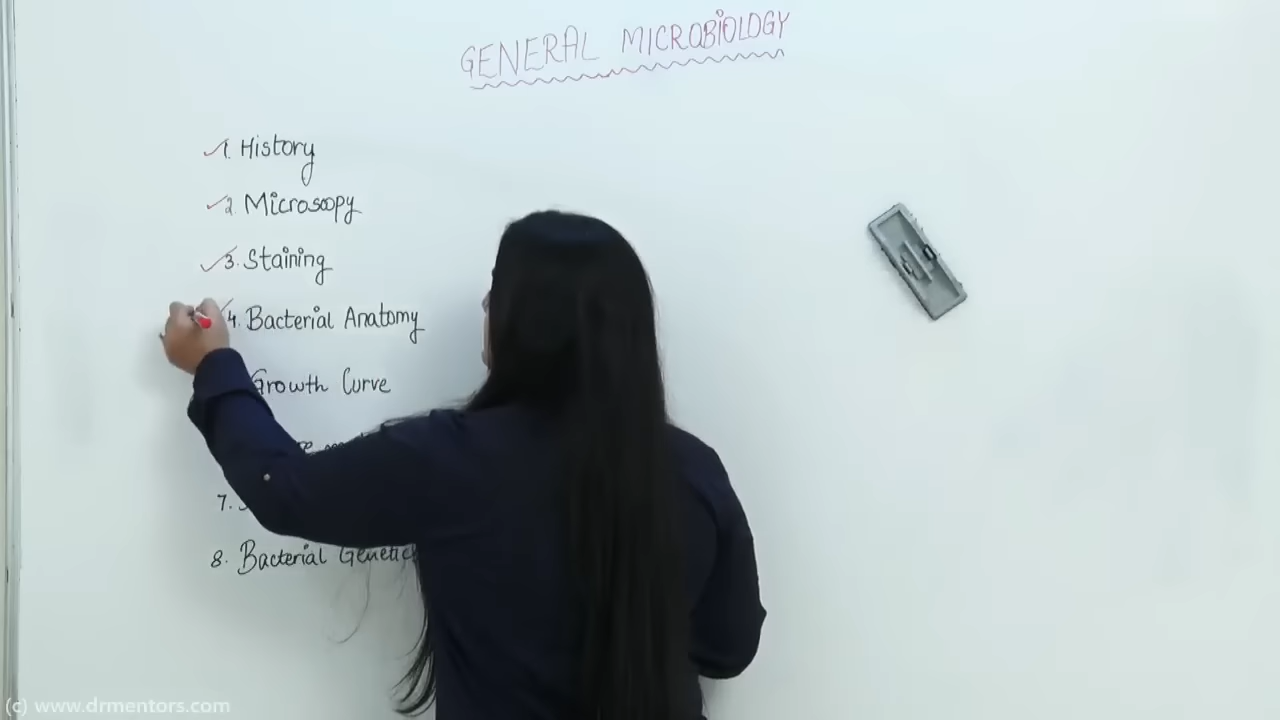 GENERAL MICROBIOLOGY
1. History
2. Microsopy
3. Staining
4. Bacterial Anatomy
Growth Curve
7.
8. Bacterial Genetic
(c) www.drmentors.com